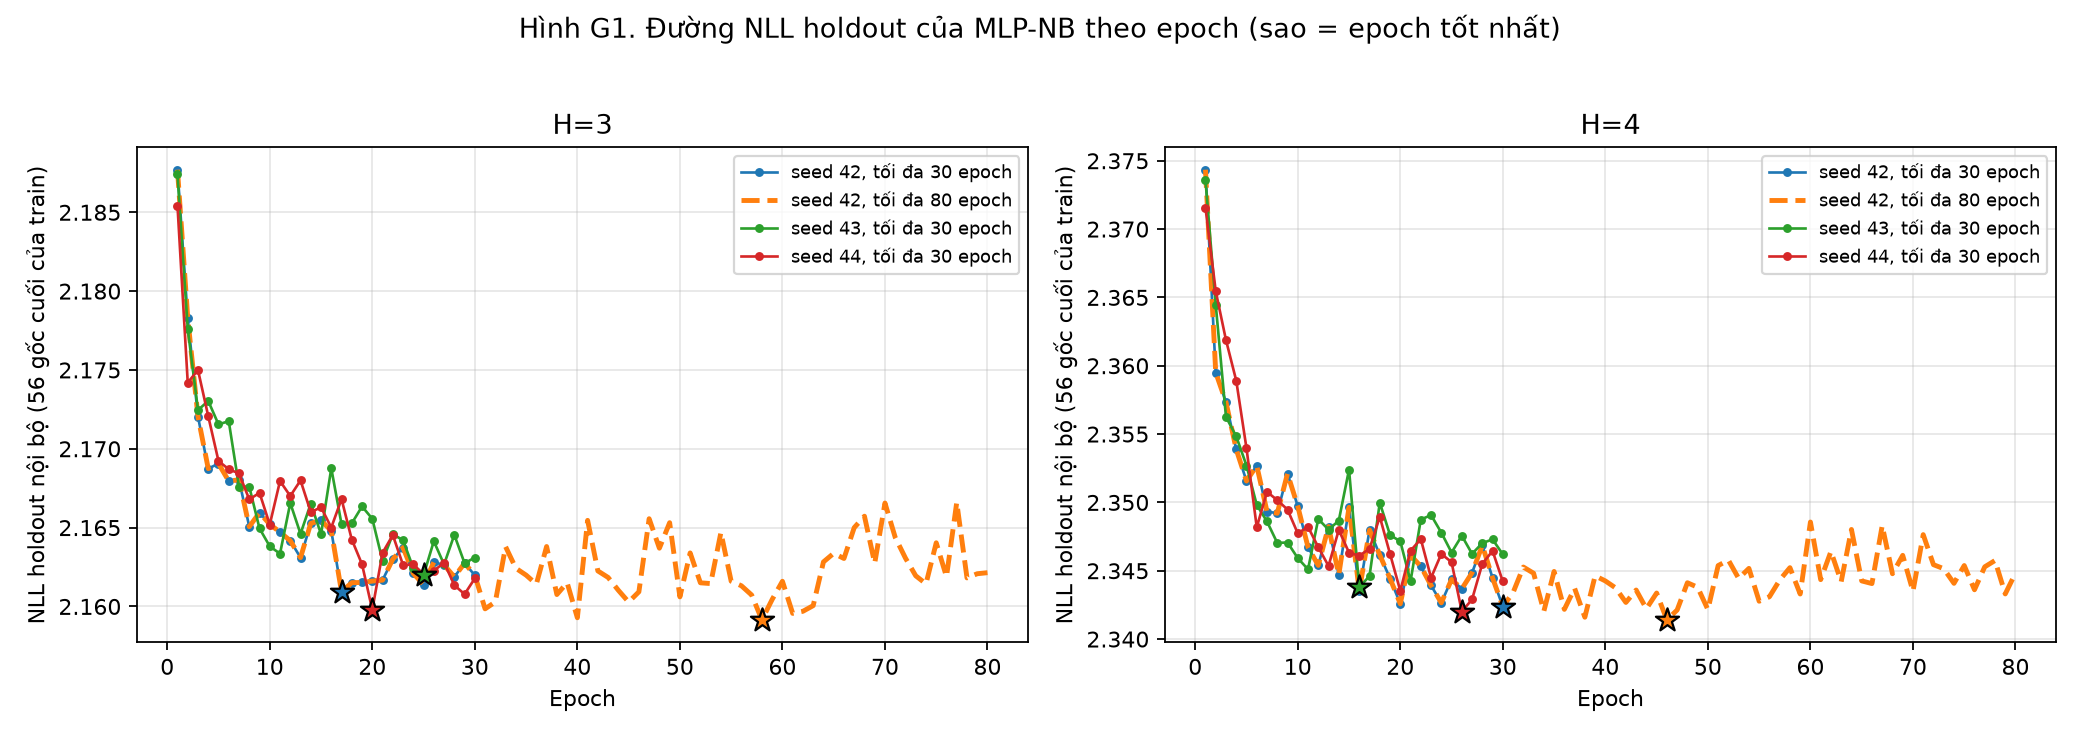 Hình G1. Đường NLL holdout của MLP-NB theo epoch (sao = epoch tốt nhất)
H=3
NLL holdout nội bộ (56 gốc cuối của train)
2.185
2.180
2.175
2.170
2.165
2.160
seed 42, tối đa 30 epoch
seed 42, tối đa 80 epoch
seed 43, tối đa 30 epoch
seed 44, tối đa 30 epoch
0 10 20 30 40 50 60 70 80
Epoch
H=4
NLL holdout nội bộ (56 gốc cuối của train)
2.375
2.370
2.365
2.360
2.355
2.350
2.345
2.340
seed 42, tối đa 30 epoch
seed 42, tối đa 80 epoch
seed 43, tối đa 30 epoch
seed 44, tối đa 30 epoch
0 10 20 30 40 50 60 70 80
Epoch